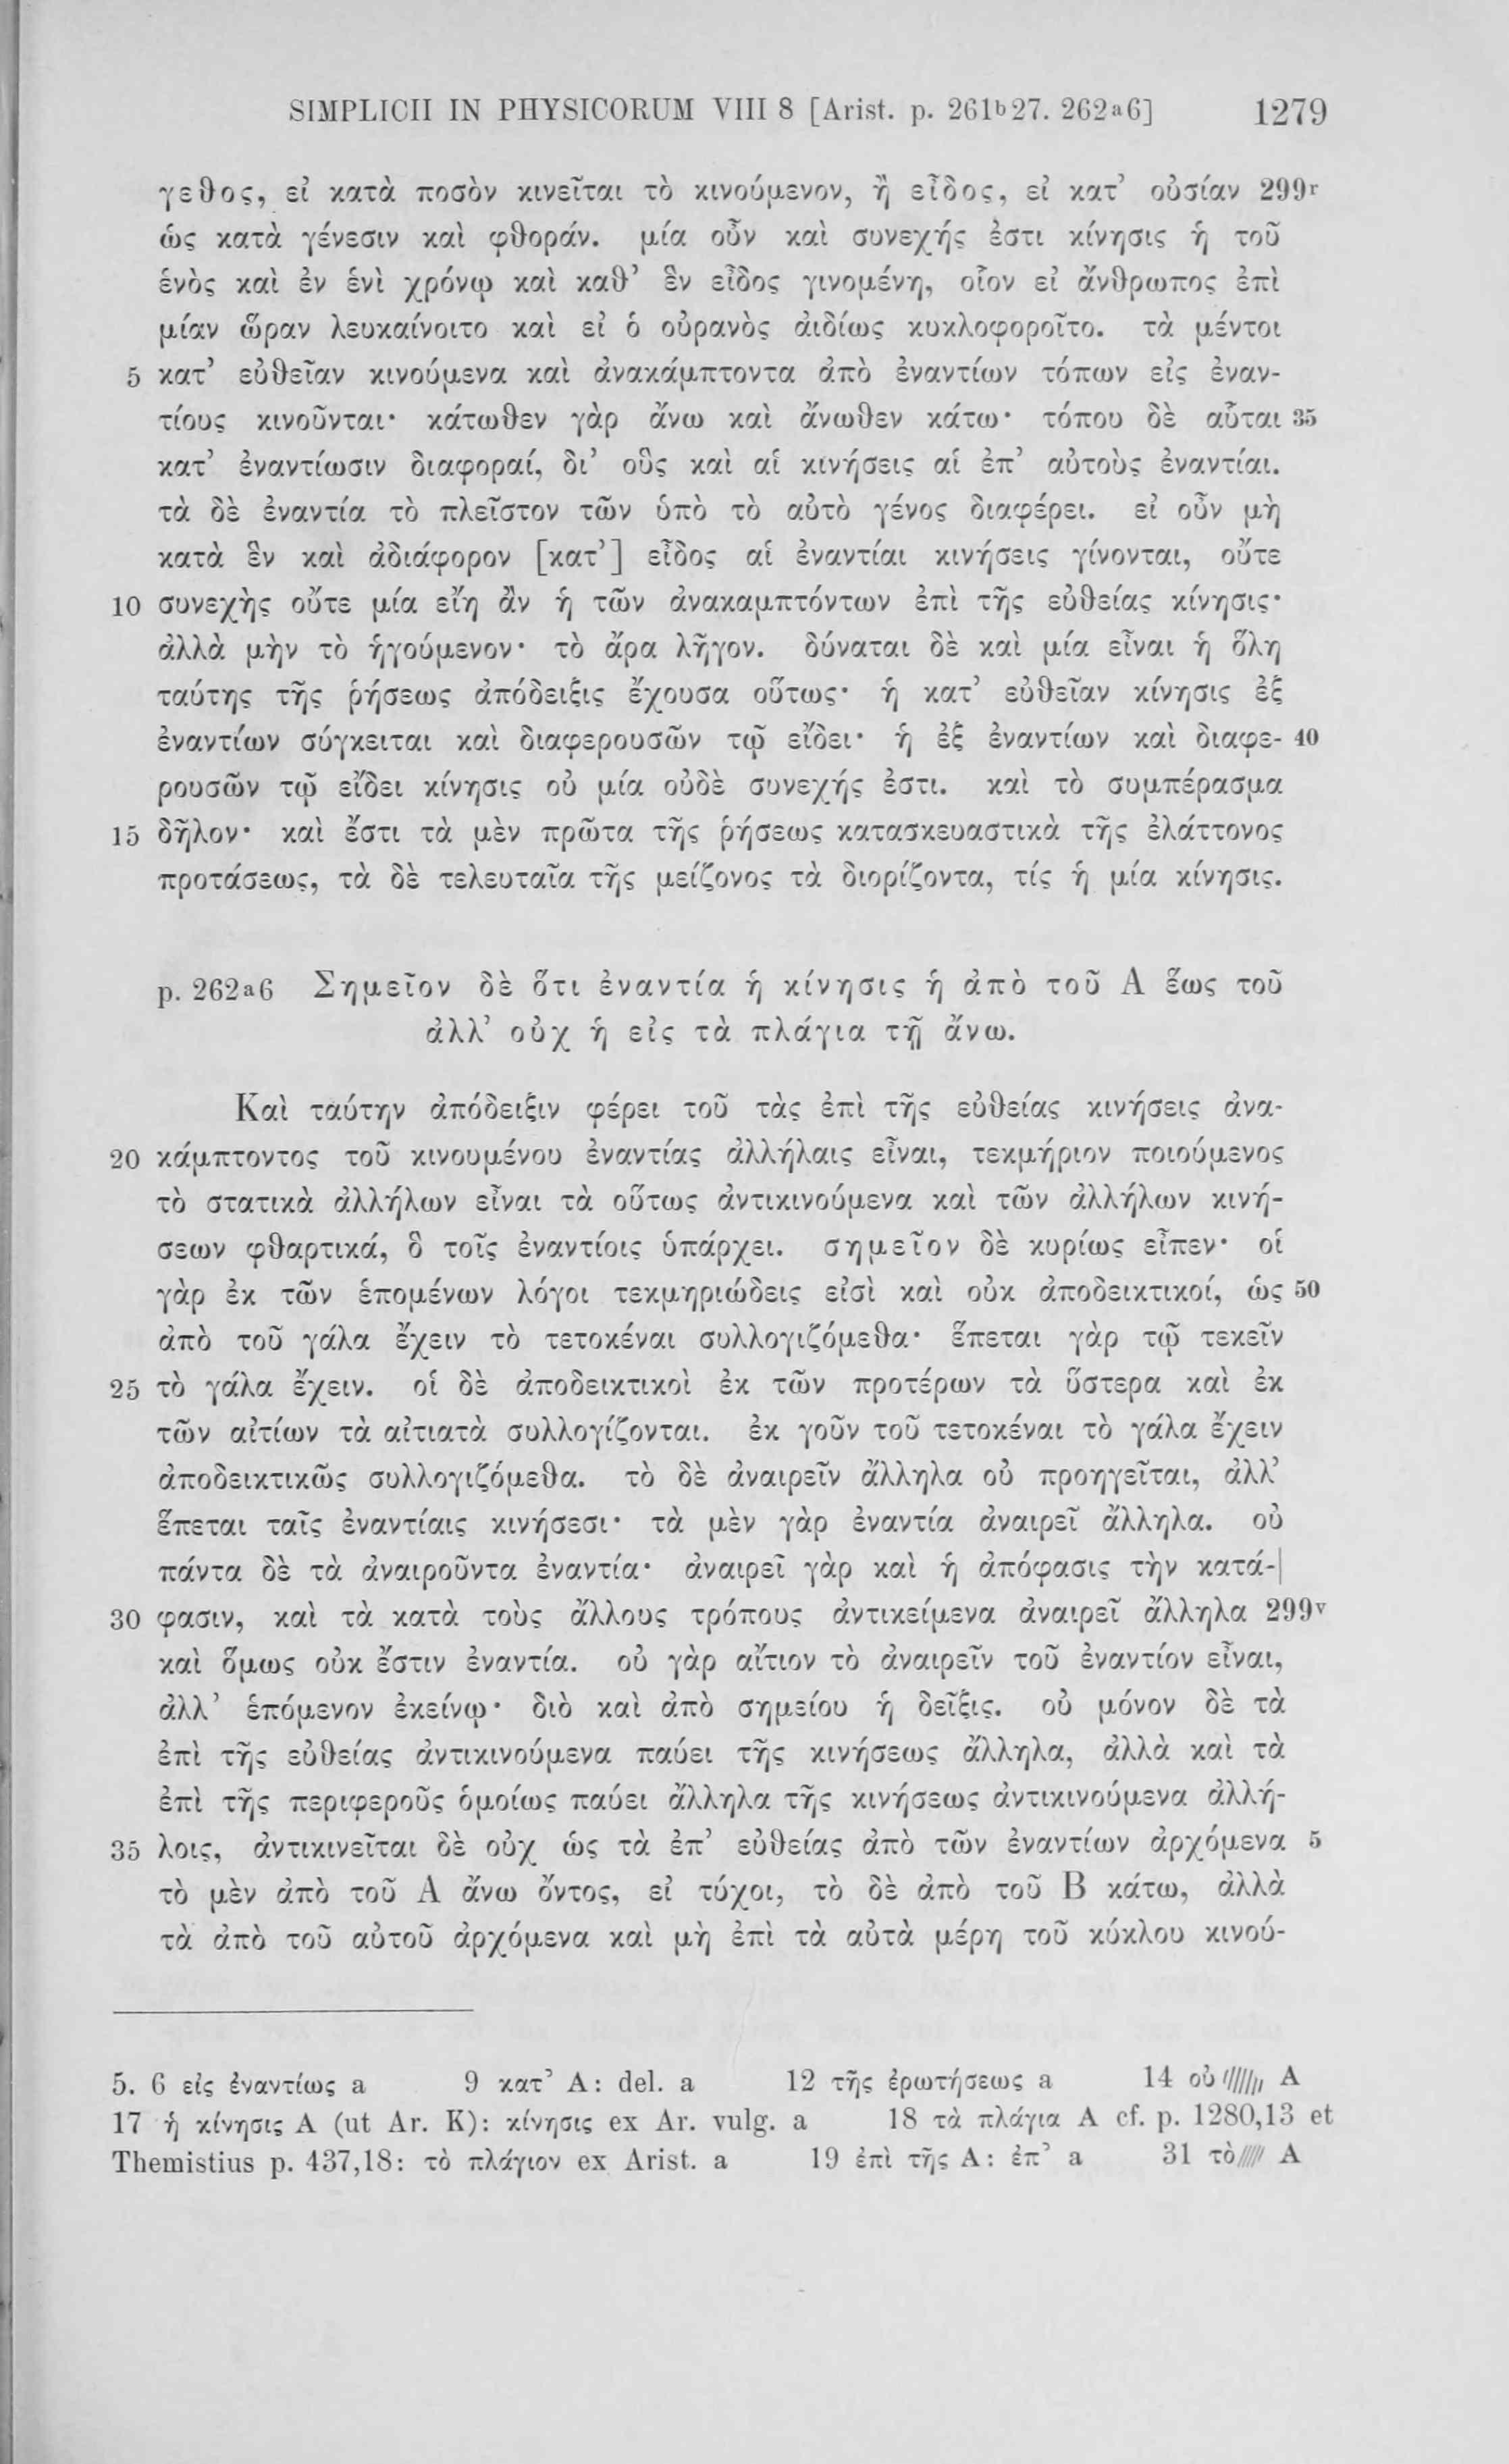 SIMPLICII IN PHYSICORUM VIII 8 [Arist. p. 261b27. 262a6] 1279
γεθος, εἰ κατὰ ποσὸν κινεῖται τὸ κινούμενον, ἢ εἶδος, εἰ κατ’ οὐσίαν 299r
ὡς κατὰ γένεσιν καὶ φθοράν. μία οὖν καὶ συνεχής ἐστι κίνησις ἡ τοῦ
ἑνὸς καὶ ἐν ἑνὶ χρόνῳ καὶ καθ’ ἓν εἶδος γινομένη, οἷον εἰ ἄνθρωπος ἐπὶ
μίαν ὥραν λευκαίνοιτο καὶ εἰ ὁ οὐρανὸς ἀιδίως κυκλοφοροῖτο. τὰ μέντοι
5 κατ’ εὐθεῖαν κινούμενα καὶ ἀνακάμπτοντα ἀπὸ ἐναντίων τόπων εἰς ἐναν-
τίους κινοῦνται· κάτωθεν γὰρ ἄνω καὶ ἄνωθεν κάτω· τόπου δὲ αὗται 35
κατ’ ἐναντίωσιν διαφοραί, δι’ οὓς καὶ αἱ κινήσεις αἱ ἐπ’ αὐτοὺς ἐναντίαι.
τὰ δὲ ἐναντία τὸ πλεῖστον τῶν ὑπὸ τὸ αὐτὸ γένος διαφέρει. εἰ οὖν μὴ
κατὰ ἓν καὶ ἀδιάφορον [κατ’] εἶδος αἱ ἐναντίαι κινήσεις γίνονται, οὔτε
10 συνεχὴς οὔτε μία εἴη ἂν ἡ τῶν ἀνακαμπτόντων ἐπὶ τῆς εὐθείας κίνησις·
ἀλλὰ μὴν τὸ ἡγούμενον· τὸ ἄρα λῆγον. δύναται δὲ καὶ μία εἶναι ἡ ὅλη
ταύτης τῆς ῥήσεως ἀπόδειξις ἔχουσα οὕτως· ἡ κατ’ εὐθεῖαν κίνησις ἐξ
ἐναντίων σύγκειται καὶ διαφερουσῶν τῷ εἴδει· ἡ ἐξ ἐναντίων καὶ διαφε- 40
ρουσῶν τῷ εἴδει κίνησις οὐ μία οὐδὲ συνεχής ἐστι. καὶ τὸ συμπέρασμα
15 δῆλον· καὶ ἔστι τὰ μὲν πρῶτα τῆς ῥήσεως κατασκευαστικὰ τῆς ἐλάττονος
προτάσεως, τὰ δὲ τελευταῖα τῆς μείζονος τὰ διορίζοντα, τίς ἡ μία κίνησις.
p. 262a6 Σημεῖον δὲ ὅτι ἐναντία ἡ κίνησις ἡ ἀπὸ τοῦ Α ἕως τοῦ
ἀλλ’ οὐχ ἡ εἰς τὰ πλάγια τῇ ἄνω.
Καὶ ταύτην ἀπόδειξιν φέρει τοῦ τὰς ἐπὶ τῆς εὐθείας κινήσεις ἀνα-
20 κάμπτοντος τοῦ κινουμένου ἐναντίας ἀλλήλαις εἶναι, τεκμήριον ποιούμενος
τὸ στατικὰ ἀλλήλων εἶναι τὰ οὕτως ἀντικινούμενα καὶ τῶν ἀλλήλων κινή-
σεων φθαρτικά, ὃ τοῖς ἐναντίοις ὑπάρχει. σημεῖον δὲ κυρίως εἶπεν· οἱ
γὰρ ἐκ τῶν ἑπομένων λόγοι τεκμηριώδεις εἰσὶ καὶ οὐκ ἀποδεικτικοί, ὡς 50
ἀπὸ τοῦ γάλα ἔχειν τὸ τετοκέναι συλλογιζόμεθα· ἕπεται γὰρ τῷ τεκεῖν
25 τὸ γάλα ἔχειν. οἱ δὲ ἀποδεικτικοὶ ἐκ τῶν προτέρων τὰ ὕστερα καὶ ἐκ
τῶν αἰτίων τὰ αἰτιατὰ συλλογίζονται. ἐκ γοῦν τοῦ τετοκέναι τὸ γάλα ἔχειν
ἀποδεικτικῶς συλλογιζόμεθα. τὸ δὲ ἀναιρεῖν ἄλληλα οὐ προηγεῖται, ἀλλ’
ἕπεται ταῖς ἐναντίαις κινήσεσι· τὰ μὲν γὰρ ἐναντία ἀναιρεῖ ἄλληλα. οὐ
πάντα δὲ τὰ ἀναιροῦντα ἐναντία· ἀναιρεῖ γὰρ καὶ ἡ ἀπόφασις τὴν κατά-|
30 φασιν, καὶ τὰ κατὰ τοὺς ἄλλους τρόπους ἀντικείμενα ἀναιρεῖ ἄλληλα 299v
καὶ ὅμως οὐκ ἔστιν ἐναντία. οὐ γὰρ αἴτιον τὸ ἀναιρεῖν τοῦ ἐναντίον εἶναι,
ἀλλ’ ἑπόμενον ἐκείνῳ· διὸ καὶ ἀπὸ σημείου ἡ δεῖξις. οὐ μόνον δὲ τὰ
ἐπὶ τῆς εὐθείας ἀντικινούμενα παύει τῆς κινήσεως ἄλληλα, ἀλλὰ καὶ τὰ
ἐπὶ τῆς περιφεροῦς ὁμοίως παύει ἄλληλα τῆς κινήσεως ἀντικινούμενα ἀλλή-
35 λοις, ἀντικινεῖται δὲ οὐχ ὡς τὰ ἐπ’ εὐθείας ἀπὸ τῶν ἐναντίων ἀρχόμενα 5
τὸ μὲν ἀπὸ τοῦ Α ἄνω ὄντος, εἰ τύχοι, τὸ δὲ ἀπὸ τοῦ Β κάτω, ἀλλὰ
τὰ ἀπὸ τοῦ αὐτοῦ ἀρχόμενα καὶ μὴ ἐπὶ τὰ αὐτὰ μέρη τοῦ κύκλου κινού-
5. 6 εἰς ἐναντίως a 9 κατ’ A: del. a 12 τῆς ἐρωτήσεως a 14 οὐ////// A
17 ἡ κίνησις A (ut Ar. K): κίνησις ex Ar. vulg. a 18 τὰ πλάγια A cf. p. 1280,13 et
Themistius p. 437,18: τὸ πλάγιον ex Arist. a 19 ἐπὶ τῆς A: ἐπ’ a 31 τὸ///// A